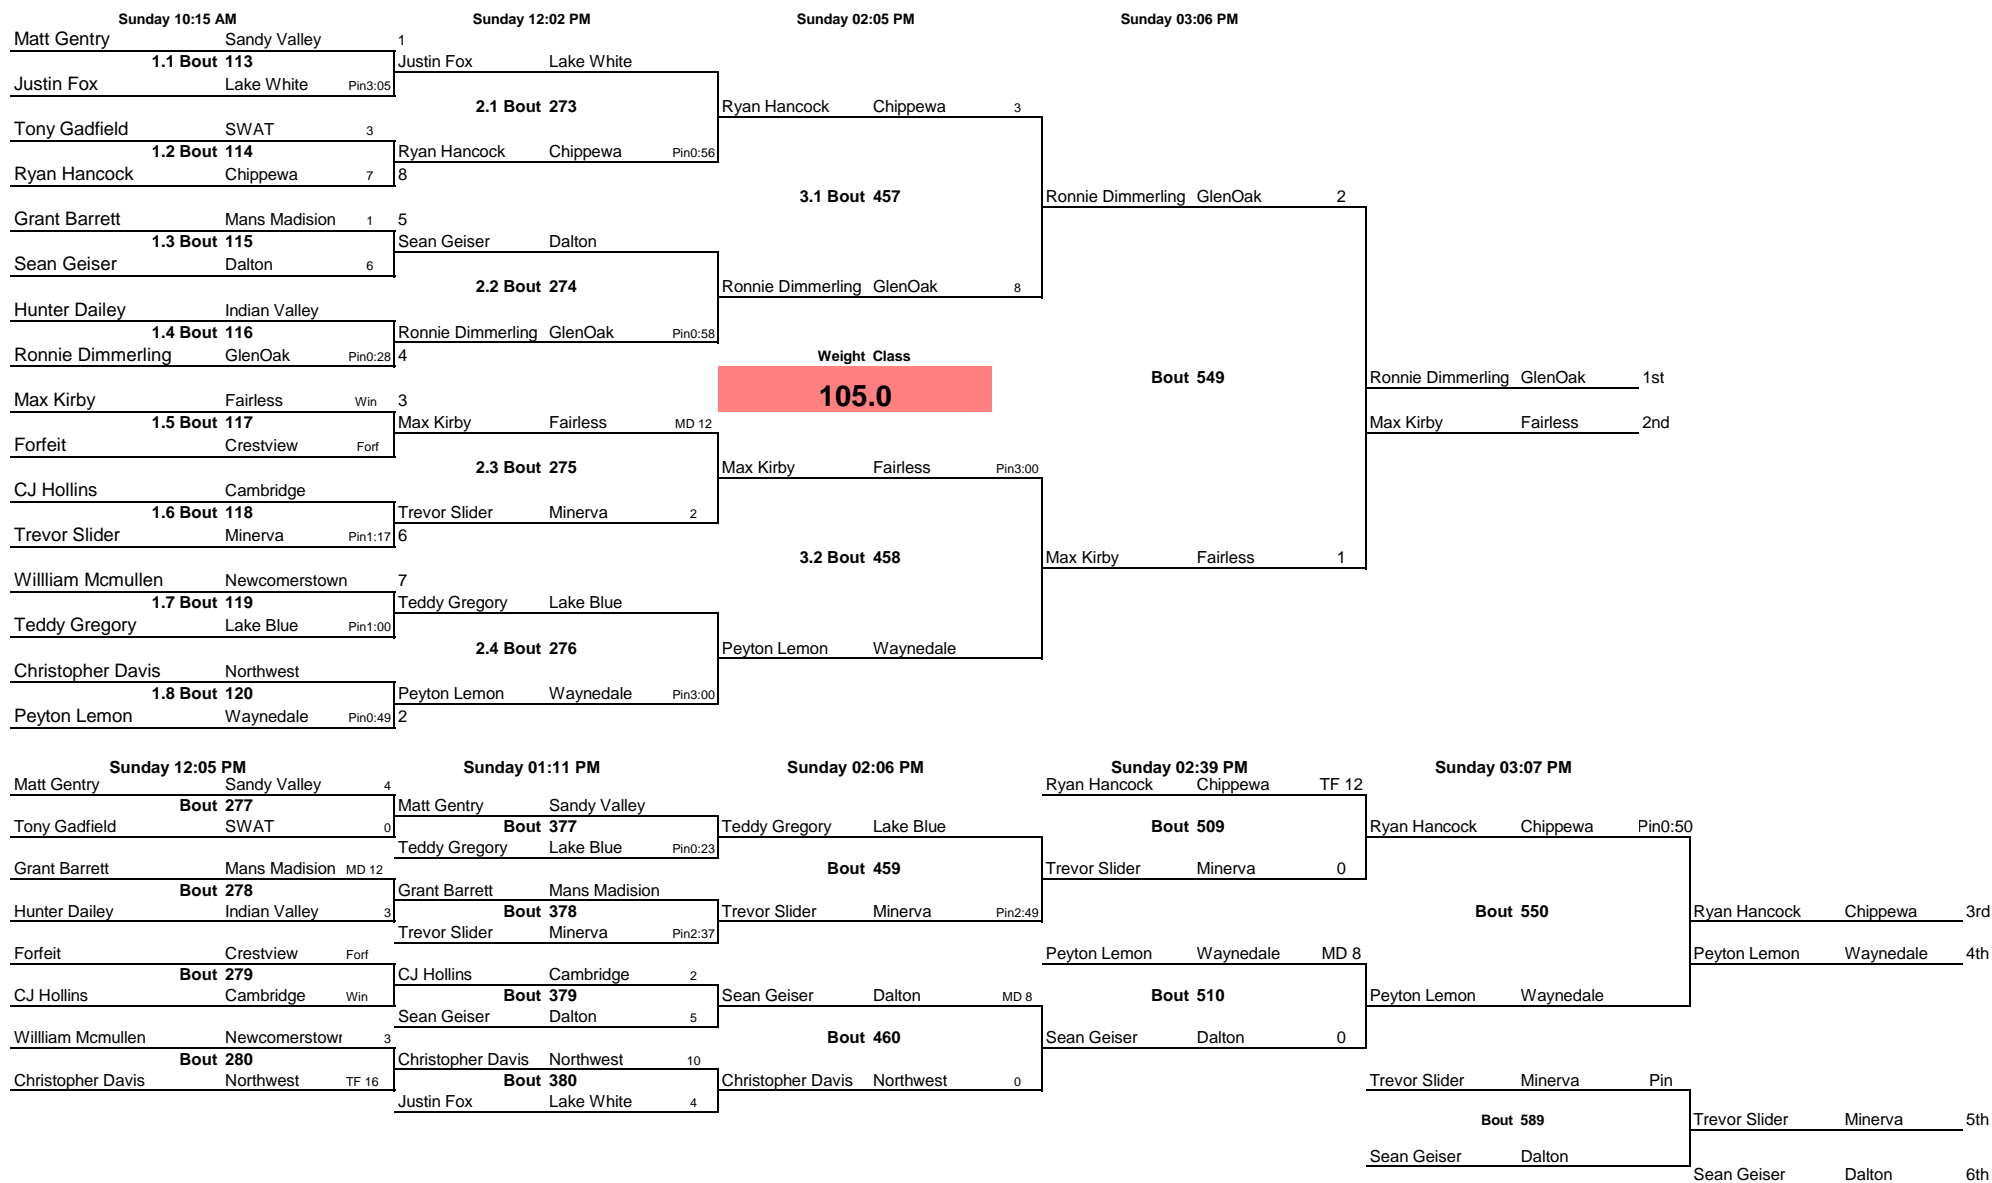 Sunday 10:15 AM Sunday 12:02 PM Sunday 02:05 PM Sunday 03:06 PM
Matt Gentry Sandy Valley 1
1.1 Bout 113 Justin Fox Lake White
Justin Fox Lake White Pin3:05
2.1 Bout 273 Ryan Hancock Chippewa 3
Tony Gadfield SWAT 3
1.2 Bout 114 Ryan Hancock Chippewa Pin0:56
Ryan Hancock Chippewa 7 8
3.1 Bout 457 Ronnie Dimmerling GlenOak 2
Grant Barrett Mans Madision 1 5
1.3 Bout 115 Sean Geiser Dalton
Sean Geiser Dalton 6
2.2 Bout 274 Ronnie Dimmerling GlenOak 8
Hunter Dailey Indian Valley
1.4 Bout 116 Ronnie Dimmerling GlenOak Pin0:58
Ronnie Dimmerling GlenOak Pin0:28 4 Weight Class
Bout 549 Ronnie Dimmerling GlenOak 1st
Max Kirby Fairless Win 3 105.0
1.5 Bout 117 Max Kirby Fairless MD 12 Max Kirby Fairless 2nd
Forfeit Crestview Forf
2.3 Bout 275 Max Kirby Fairless Pin3:00
CJ Hollins Cambridge
1.6 Bout 118 Trevor Slider Minerva 2
Trevor Slider Minerva Pin1:17 6
3.2 Bout 458 Max Kirby Fairless 1
Willliam Mcmullen Newcomerstown 7
1.7 Bout 119 Teddy Gregory Lake Blue
Teddy Gregory Lake Blue Pin1:00
2.4 Bout 276 Peyton Lemon Waynedale
Christopher Davis Northwest
1.8 Bout 120 Peyton Lemon Waynedale Pin3:00
Peyton Lemon Waynedale Pin0:49 2
Sunday 12:05 PM Sunday 01:11 PM Sunday 02:06 PM Sunday 02:39 PM Sunday 03:07 PM
Matt Gentry Sandy Valley 4 Ryan Hancock Chippewa TF 12
Bout 277 Matt Gentry Sandy Valley
Tony Gadfield SWAT 0 Bout 377 Teddy Gregory Lake Blue Bout 509 Ryan Hancock Chippewa Pin0:50
Teddy Gregory Lake Blue Pin0:23
Grant Barrett Mans Madision MD 12 Bout 459 Trevor Slider Minerva 0
Bout 278 Grant Barrett Mans Madision
Hunter Dailey Indian Valley 3 Bout 378 Trevor Slider Minerva Pin2:49 Bout 550 Ryan Hancock Chippewa 3rd
Trevor Slider Minerva Pin2:37
Forfeit Crestview Forf Peyton Lemon Waynedale MD 8 Peyton Lemon Waynedale 4th
Bout 279 CJ Hollins Cambridge 2
CJ Hollins Cambridge Win Bout 379 Sean Geiser Dalton MD 8 Bout 510 Peyton Lemon Waynedale
Sean Geiser Dalton 5
Willliam Mcmullen Newcomerstown 3 Bout 460 Sean Geiser Dalton 0
Bout 280 Christopher Davis Northwest 10
Christopher Davis Northwest TF 16 Bout 380 Christopher Davis Northwest 0 Trevor Slider Minerva Pin
Justin Fox Lake White 4
Bout 589 Trevor Slider Minerva 5th
Sean Geiser Dalton
Sean Geiser Dalton 6th